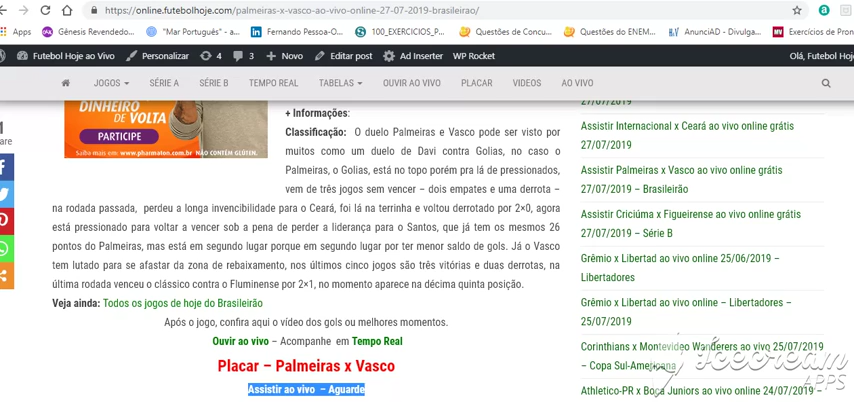 https://online.futebolhoje.com/palmeiras-x-vasco-ao-vivo-online-27-07-2019-brasileirao/
Apps Gênesis Revendedo... "Mar Português" - a... Fernando Pessoa-O... 100_EXERCICIOS_P... Questões de Concu... Questões do ENEM... AnunciAD - Divulga... Exercícios de Pron
Futebol Hoje ao Vivo Personalizar 4 3 Novo Editar post Ad Inserter WP Rocket Olá, Futebol Hoje
JOGOS SÉRIE A SÉRIE B TEMPO REAL TABELAS OUVIR AO VIVO PLACAR VIDEOS AO VIVO
DINHEIRO
DE VOLTA
PARTICIPE
Saiba mais em: www.pharmaton.com.br NÃO CONTÉM GLÚTEN.
1
are
+ Informações:
Classificação: O duelo Palmeiras e Vasco pode ser visto por
muitos como um duelo de Davi contra Golias, no caso o
Palmeiras, o Golias, está no topo porém pra lá de pressionados,
vem de três jogos sem vencer – dois empates e uma derrota –
na rodada passada, perdeu a longa invencibilidade para o Ceará, foi lá na terrinha e voltou derrotado por 2×0, agora
está pressionado para voltar a vencer sob a pena de perder a liderança para o Santos, que já tem os mesmos 26
pontos do Palmeiras, mas está em segundo lugar porque em segundo lugar por ter menor saldo de gols. Já o Vasco
tem lutado para se afastar da zona de rebaixamento, nos últimos cinco jogos são três vitórias e duas derrotas, na
última rodada venceu o clássico contra o Fluminense por 2×1, no momento aparece na décima quinta posição.
Veja ainda: Todos os jogos de hoje do Brasileirão
Após o jogo, confira aqui o vídeo dos gols ou melhores momentos.
Ouvir ao vivo – Acompanhe em Tempo Real
Placar – Palmeiras x Vasco
Assistir ao vivo – Aguarde
27/07/2019
Assistir Internacional x Ceará ao vivo online grátis
27/07/2019
Assistir Palmeiras x Vasco ao vivo online grátis
27/07/2019 – Brasileirão
Assistir Criciúma x Figueirense ao vivo online grátis
27/07/2019 – Série B
Grêmio x Libertad ao vivo online 25/06/2019 –
Libertadores
Grêmio x Libertad ao vivo online – Libertadores –
25/07/2019
Corinthians x Montevideo Wanderers ao vivo 25/07/2019
– Copa Sul-Americana
Athletico-PR x Boca Juniors ao vivo 24/07/2019
Icecream
APPS